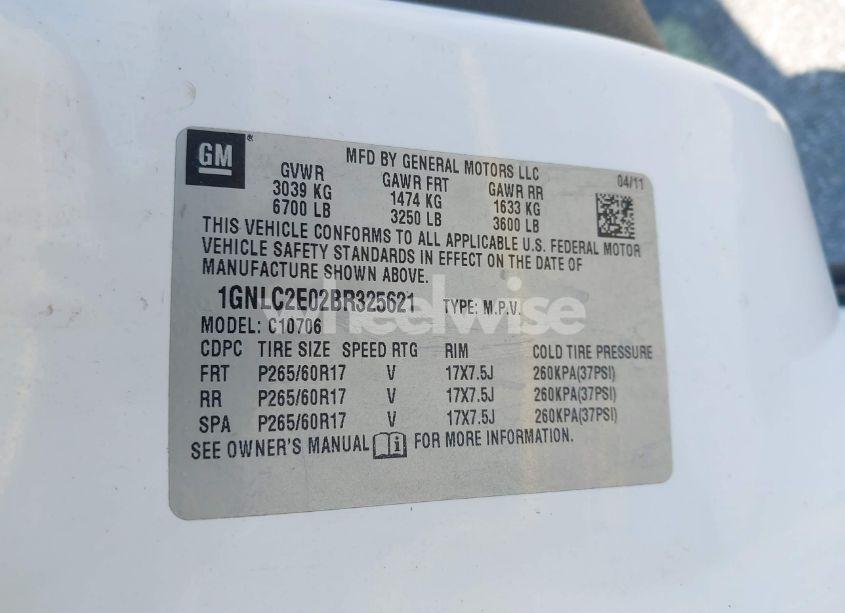 GM
MFD BY GENERAL MOTORS LLC
GVWR GAWR FRT GAWR RR 04/11
3039 KG 1474 KG 1633 KG
6700 LB 3250 LB 3600 LB
THIS VEHICLE CONFORMS TO ALL APPLICABLE U.S. FEDERAL MOTOR
VEHICLE SAFETY STANDARDS IN EFFECT ON THE DATE OF
MANUFACTURE SHOWN ABOVE.
1GNLC2E02BR325621 TYPE: M.P.V.
MODEL: C10706
CDPC TIRE SIZE SPEED RTG RIM COLD TIRE PRESSURE
FRT P265/60R17 V 17X7.5J 260KPA(37PSI)
RR P265/60R17 V 17X7.5J 260KPA(37PSI)
SPA P265/60R17 V 17X7.5J 260KPA(37PSI)
SEE OWNER'S MANUAL i FOR MORE INFORMATION.
wheelwise